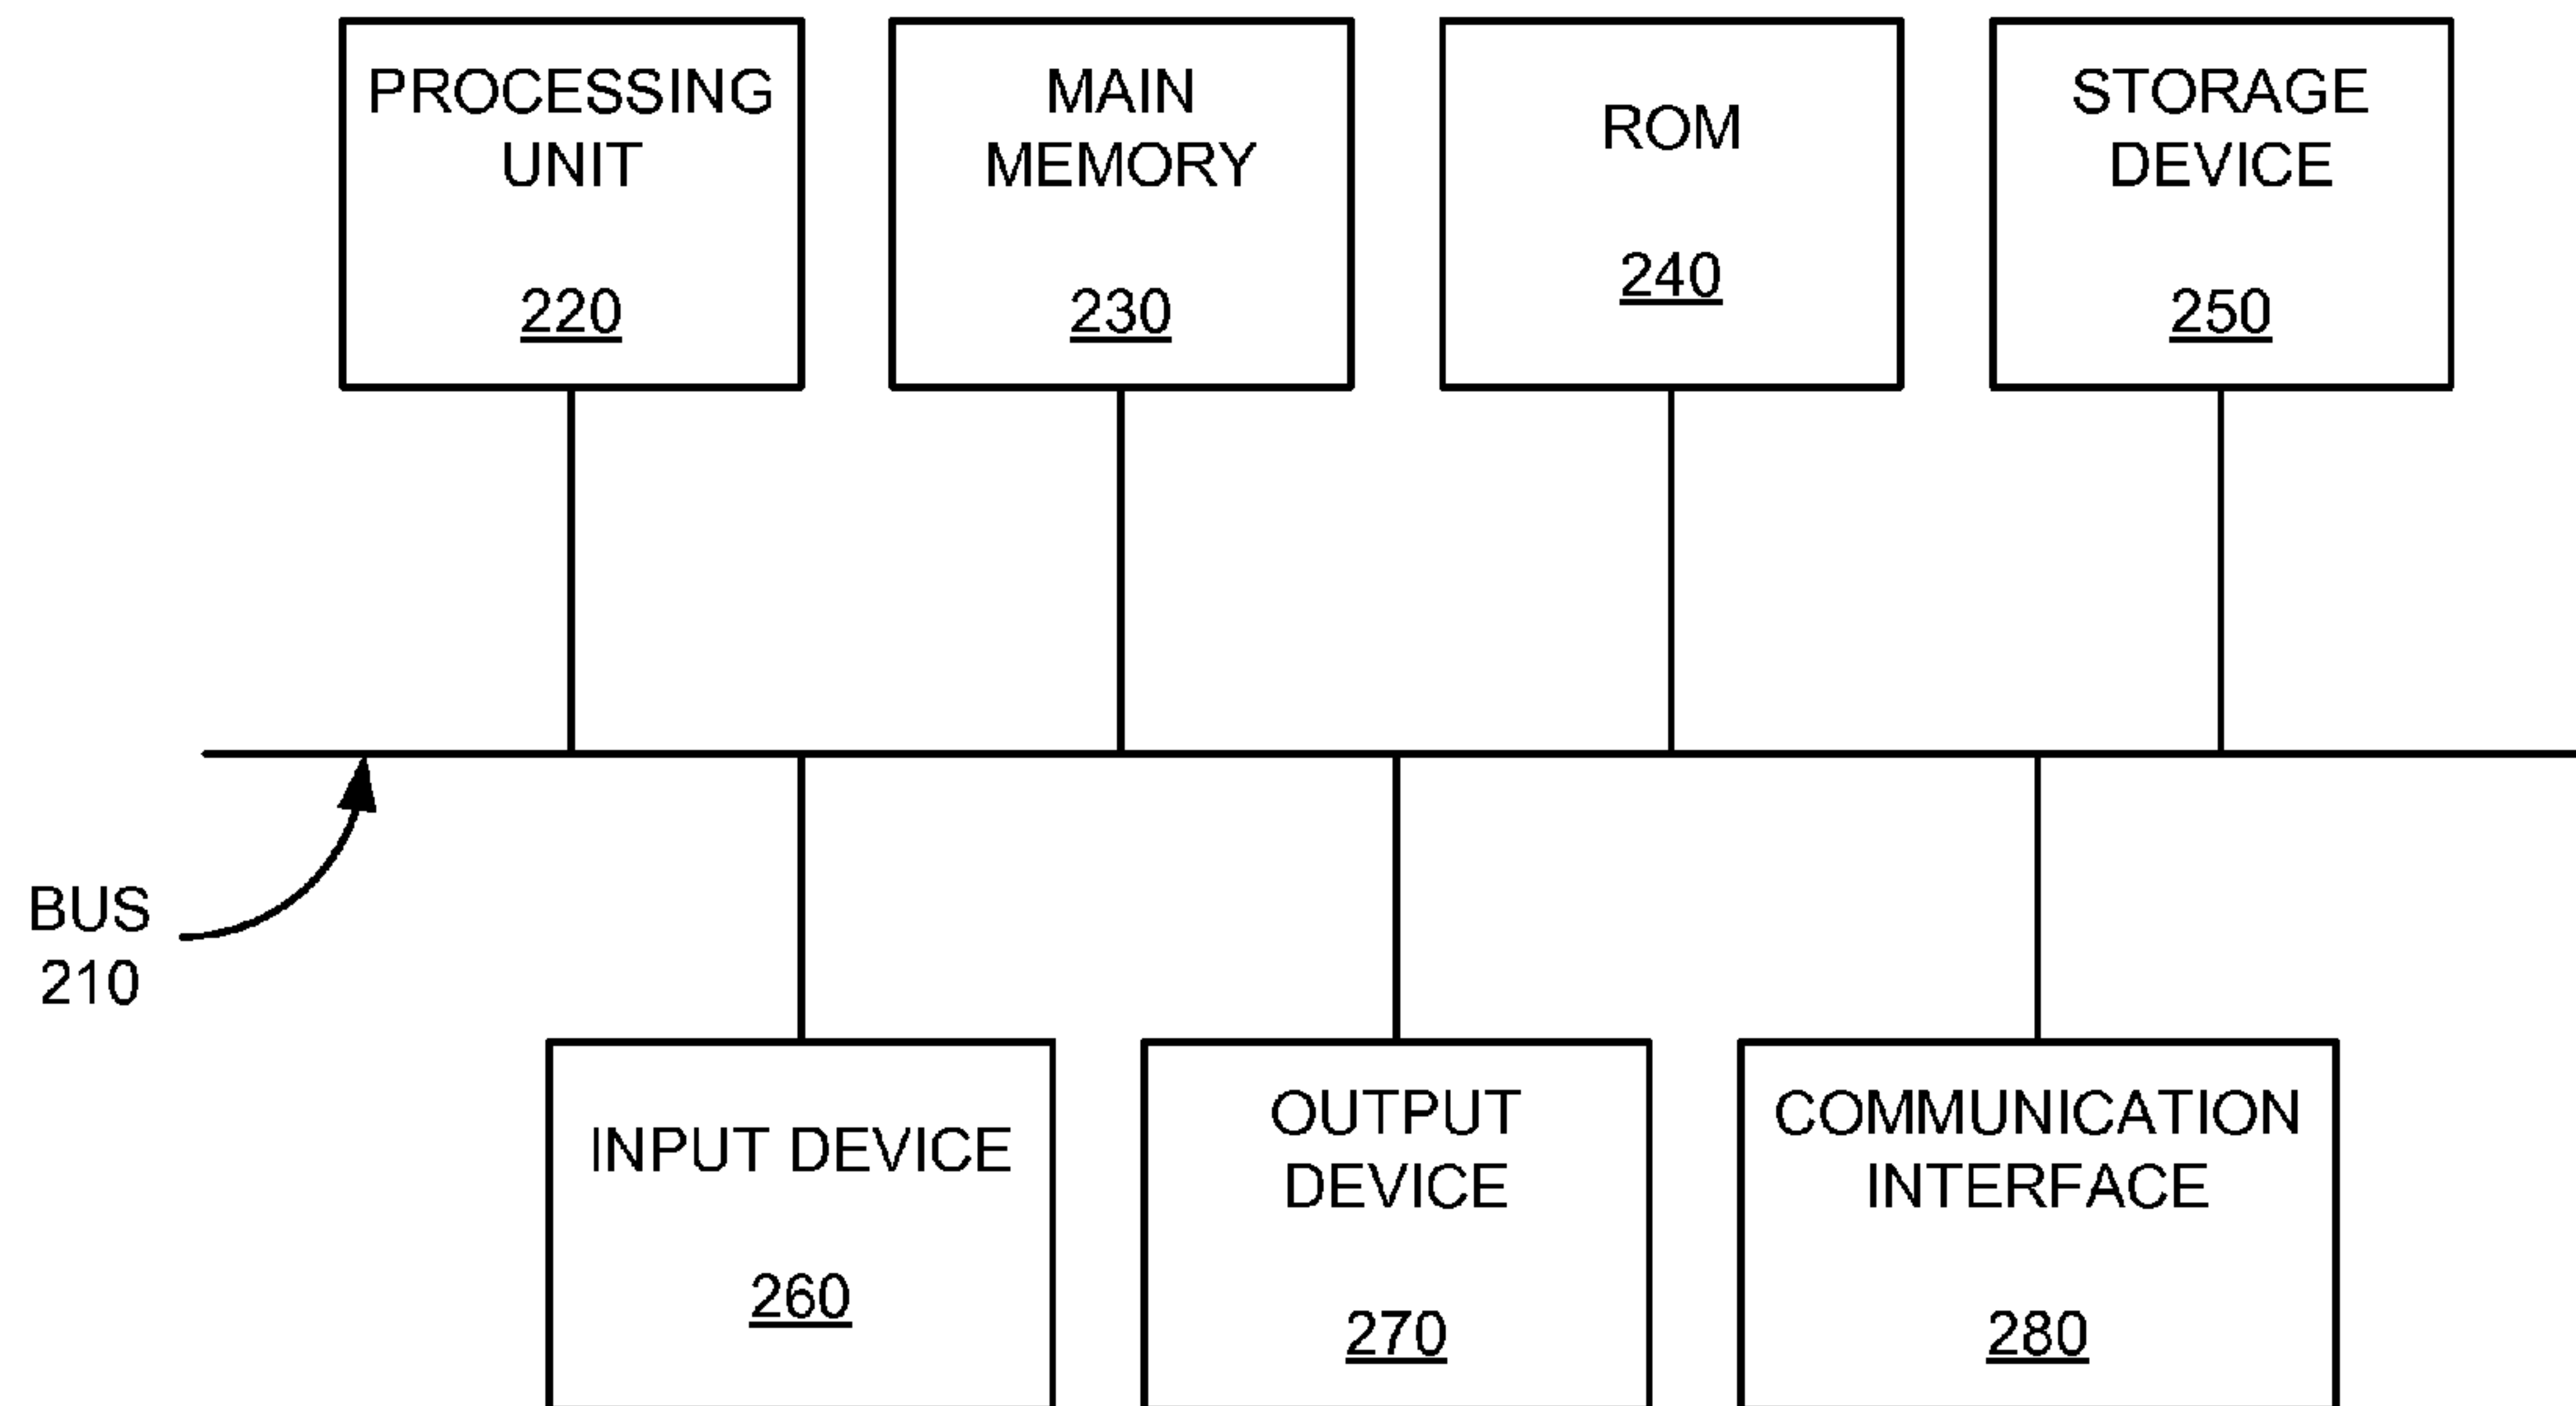 PROCESSING
UNIT
220
MAIN
MEMORY
230
ROM
240
STORAGE
DEVICE
250
BUS
210
INPUT DEVICE
260
OUTPUT
DEVICE
270
COMMUNICATION
INTERFACE
280